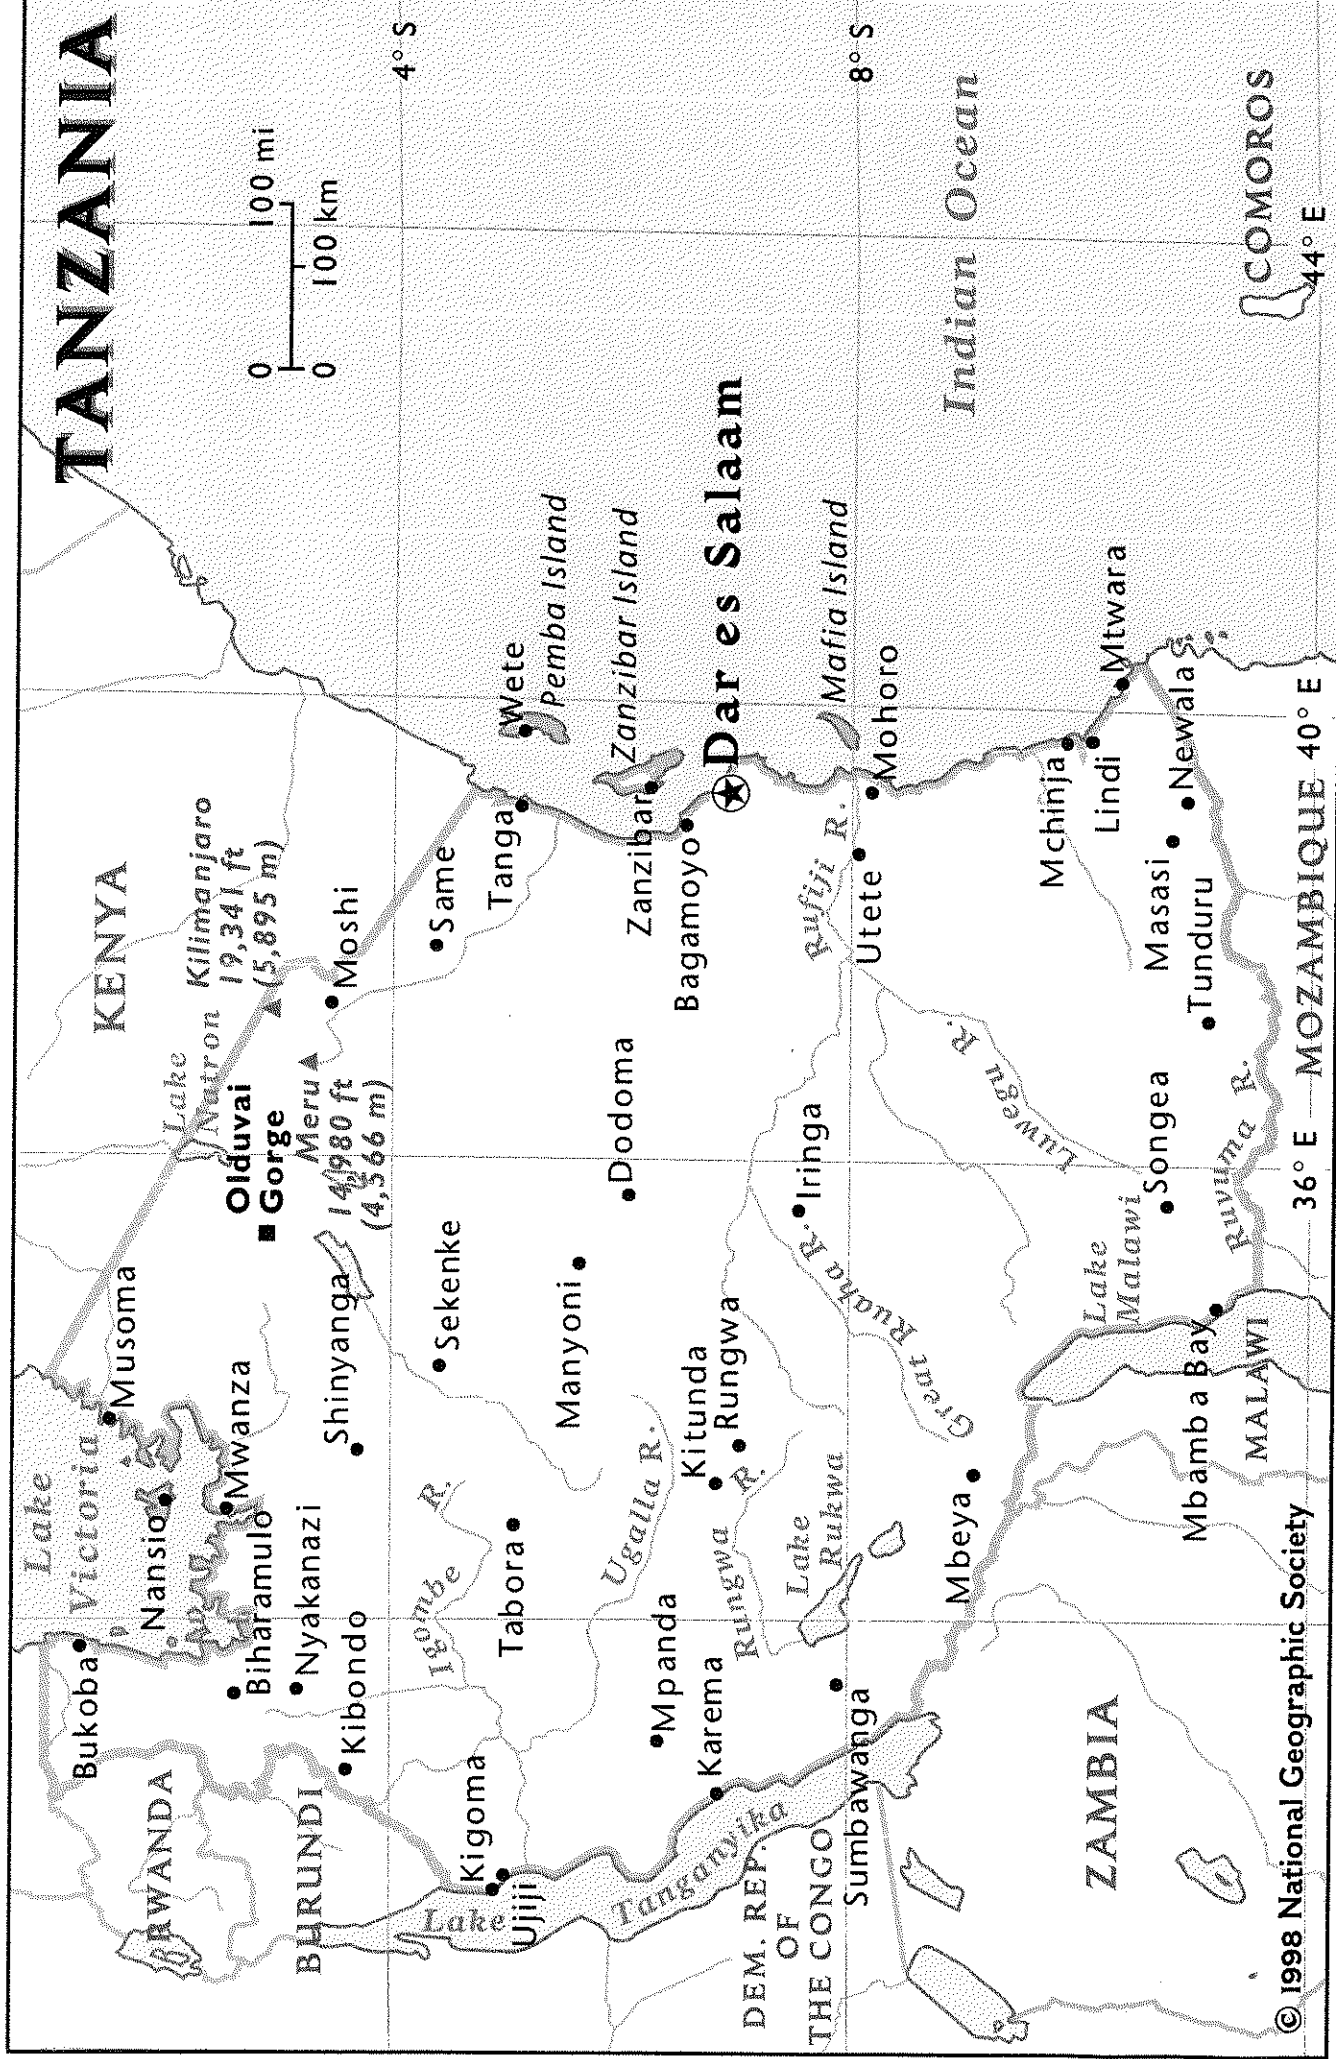 TANZANIA
0
100 mi
0
100 km
4° S
8° S
Lake
Victoria
Bukoba
Musoma
Nansio
Mwanza
Biharamulo
Nyakanazi
Kibondo
Shinyanga
RWANDA
BURUNDI
KENYA
Lake
Natron
Kilimanjaro
19,341 ft
(5,895 m)
Olduvai
Gorge
Meru
14,980 ft
(4,566 m)
Moshi
Same
Sekenke
Igombe
R.
Kigoma
Lake
Ujiji
Tanganyika
Tabora
Tanga
Wete
Pemba Island
Manyoni
Dodoma
Zanzibar
Zanzibar Island
Ugalla R.
Mpanda
Karema
Kitunda
Rungwa
Rungwa
R.
Bagamoyo
Dar es Salaam
DEM. REP.
OF
THE CONGO
Sumbawanga
Lake
Rukwa
Iringa
Great Ruaha R.
Rufiji R.
Utete
Mafia Island
Mohoro
Indian Ocean
Mbeya
Luwegu R.
Mchinja
Lindi
Mtwara
Masasi
Newala
Tunduru
Songea
Lake
Malawi
Ruvuma R.
Mbamba Bay
MALAWI
ZAMBIA
COMOROS
MOZAMBIQUE
36° E
40° E
44° E
© 1998 National Geographic Society